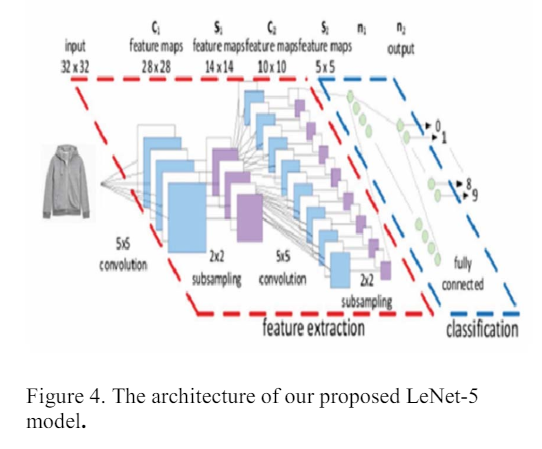 C₁ S₁ C₂ S₂ n₁ n₂
input feature maps feature maps feature maps feature maps output
32 x 32 28 x 28 14 x 14 10 x 10 5 x 5
0
1
8
9
5x5
convolution
2x2
subsampling
5x5
convolution
2x2
subsampling
fully
connected
feature extraction
classification
Figure 4. The architecture of our proposed LeNet-5
model.